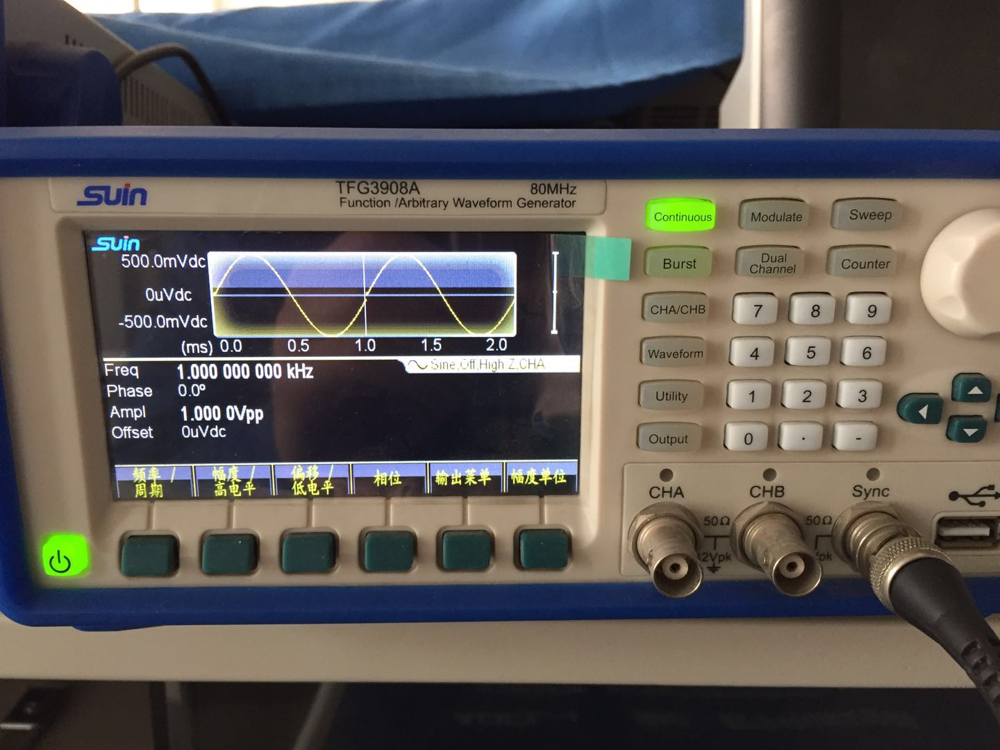 SUIN
TFG3908A 80MHz
Function /Arbitrary Waveform Generator
SUIN
500.0mVdc
0uVdc
-500.0mVdc
(ms) 0.0 0.5 1.0 1.5 2.0
Sine,Off,High Z,CHA
Freq 1.000 000 000 kHz
Phase 0.0º
Ampl 1.000 0Vpp
Offset 0uVdc
频率 / 幅度 / 偏移 / 相位 输出菜单 幅度单位
周期 高电平 低电平
Continuous Modulate Sweep
Burst Dual Channel Counter
CHA/CHB 7 8 9
Waveform 4 5 6
Utility 1 2 3
Output 0 . -
CHA CHB Sync
50Ω 50Ω